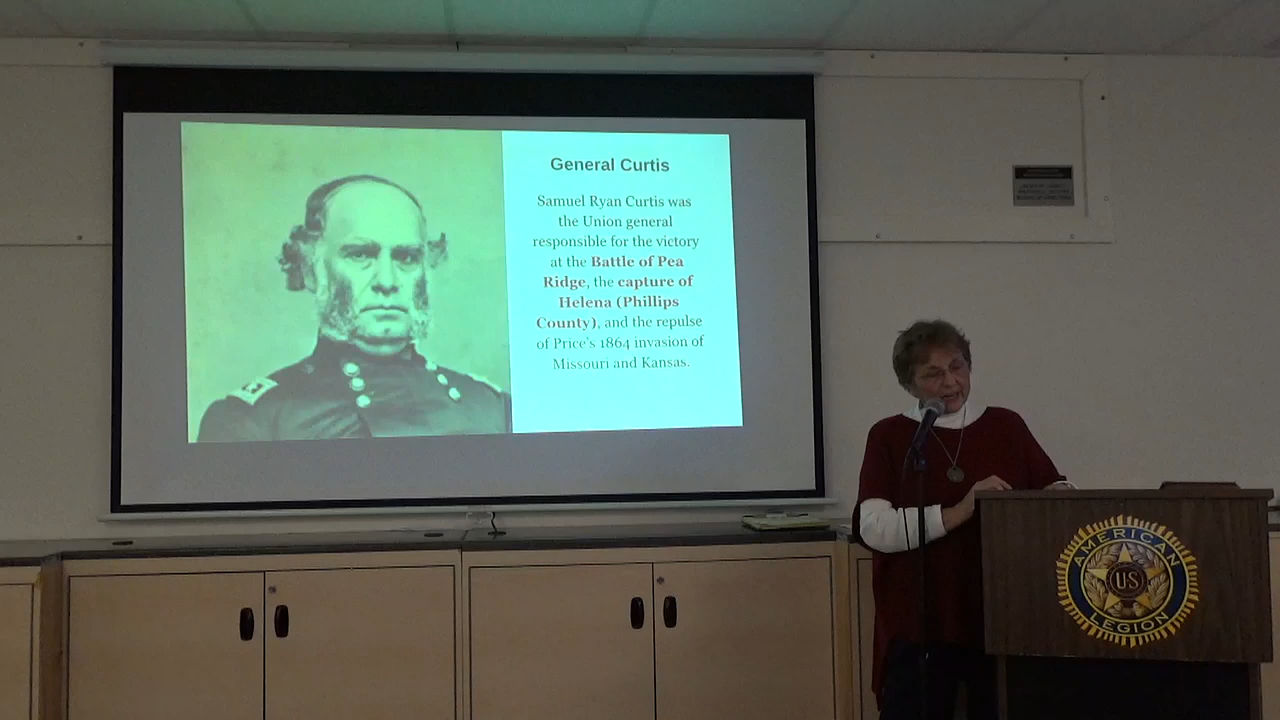 General Curtis
Samuel Ryan Curtis was
the Union general
responsible for the victory
at the Battle of Pea
Ridge, the capture of
Helena (Phillips
County), and the repulse
of Price's 1864 invasion of
Missouri and Kansas.
AMERICAN
US
LEGION